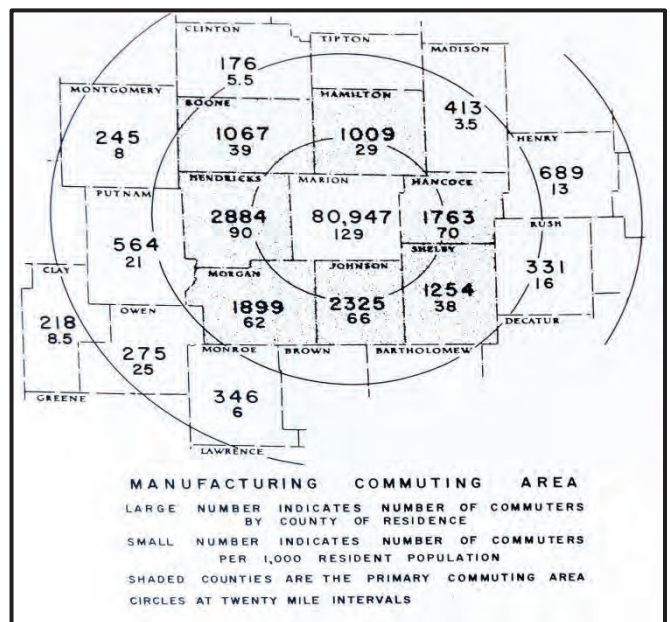 CLINTON
TIPTON
MADISON
176
5.5
MONTGOMERY
BOONE
HAMILTON
413
3.5
245
8
1067
39
1009
29
HENRY
689
13
PUTNAM
HENDRICKS
MARION
HANCOCK
2884
90
80,947
129
1763
70
RUSH
564
21
SHELBY
331
16
CLAY
MORGAN
JOHNSON
1254
38
218
8.5
OWEN
1899
62
2325
66
DECATUR
275
25
MONROE
BROWN
BARTHOLOMEW
GREENE
346
6
LAWRENCE
MANUFACTURING COMMUTING AREA
LARGE NUMBER INDICATES NUMBER OF COMMUTERS
BY COUNTY OF RESIDENCE
SMALL NUMBER INDICATES NUMBER OF COMMUTERS
PER 1,000 RESIDENT POPULATION
SHADED COUNTIES ARE THE PRIMARY COMMUTING AREA
CIRCLES AT TWENTY MILE INTERVALS